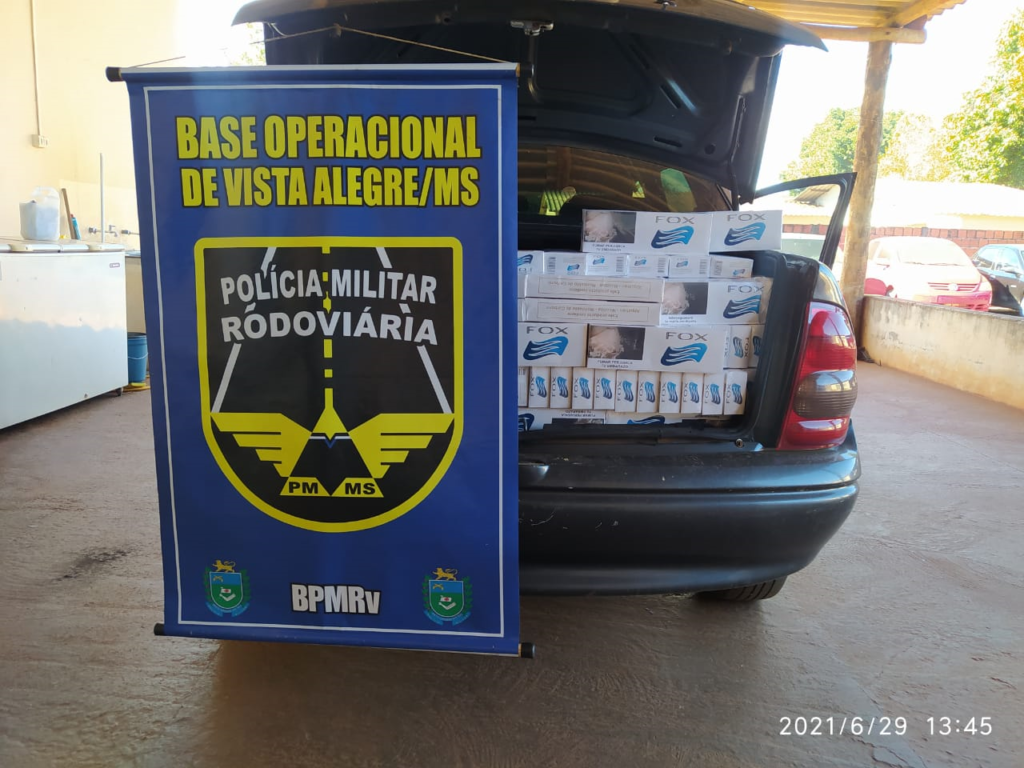 BASE OPERACIONAL
DE VISTA ALEGRE/MS
POLÍCIA MILITAR
RODOVIÁRIA
PM MS
BPMRv
FOX
FOX
FOX
FOX
FOX
2021/6/29 13:45